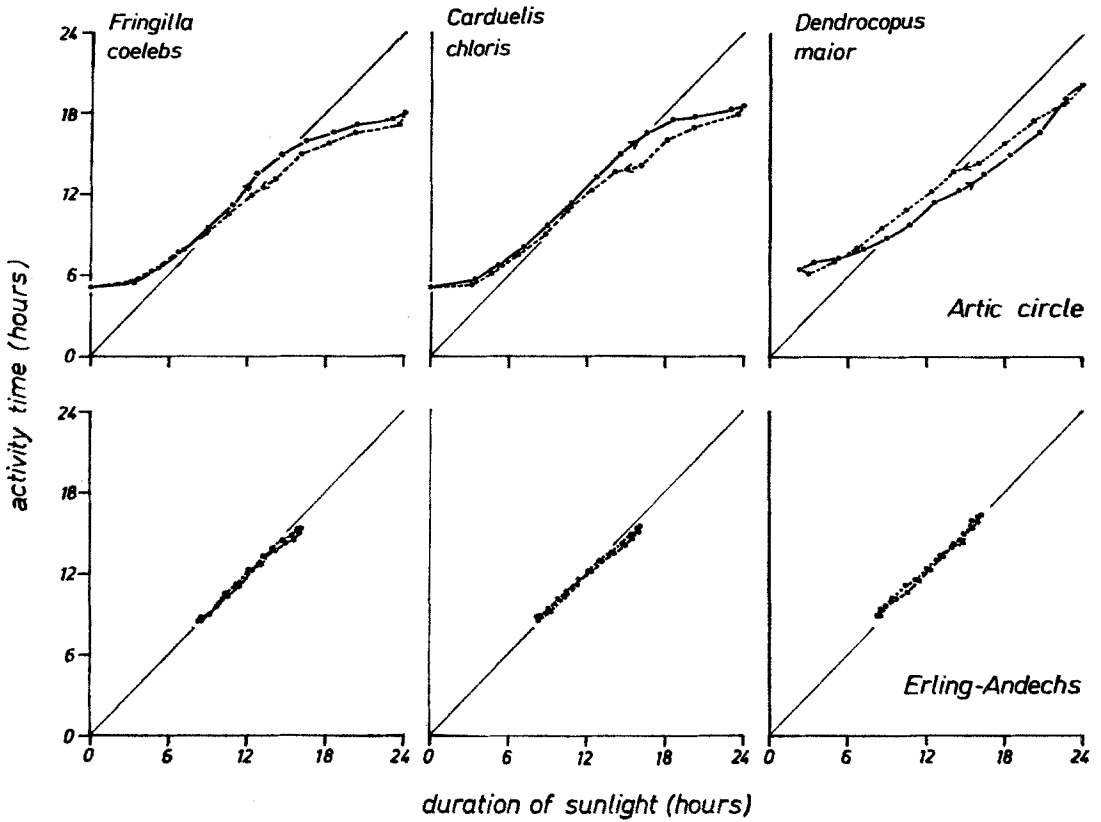 Fringilla
coelebs
Carduelis
chloris
Dendrocopus
maior
24
18
12
6
0
Artic circle
activity time (hours)
24
18
12
6
0
Erling-Andechs
0 6 12 18 24 0 6 12 18 24 0 6 12 18 24
duration of sunlight (hours)